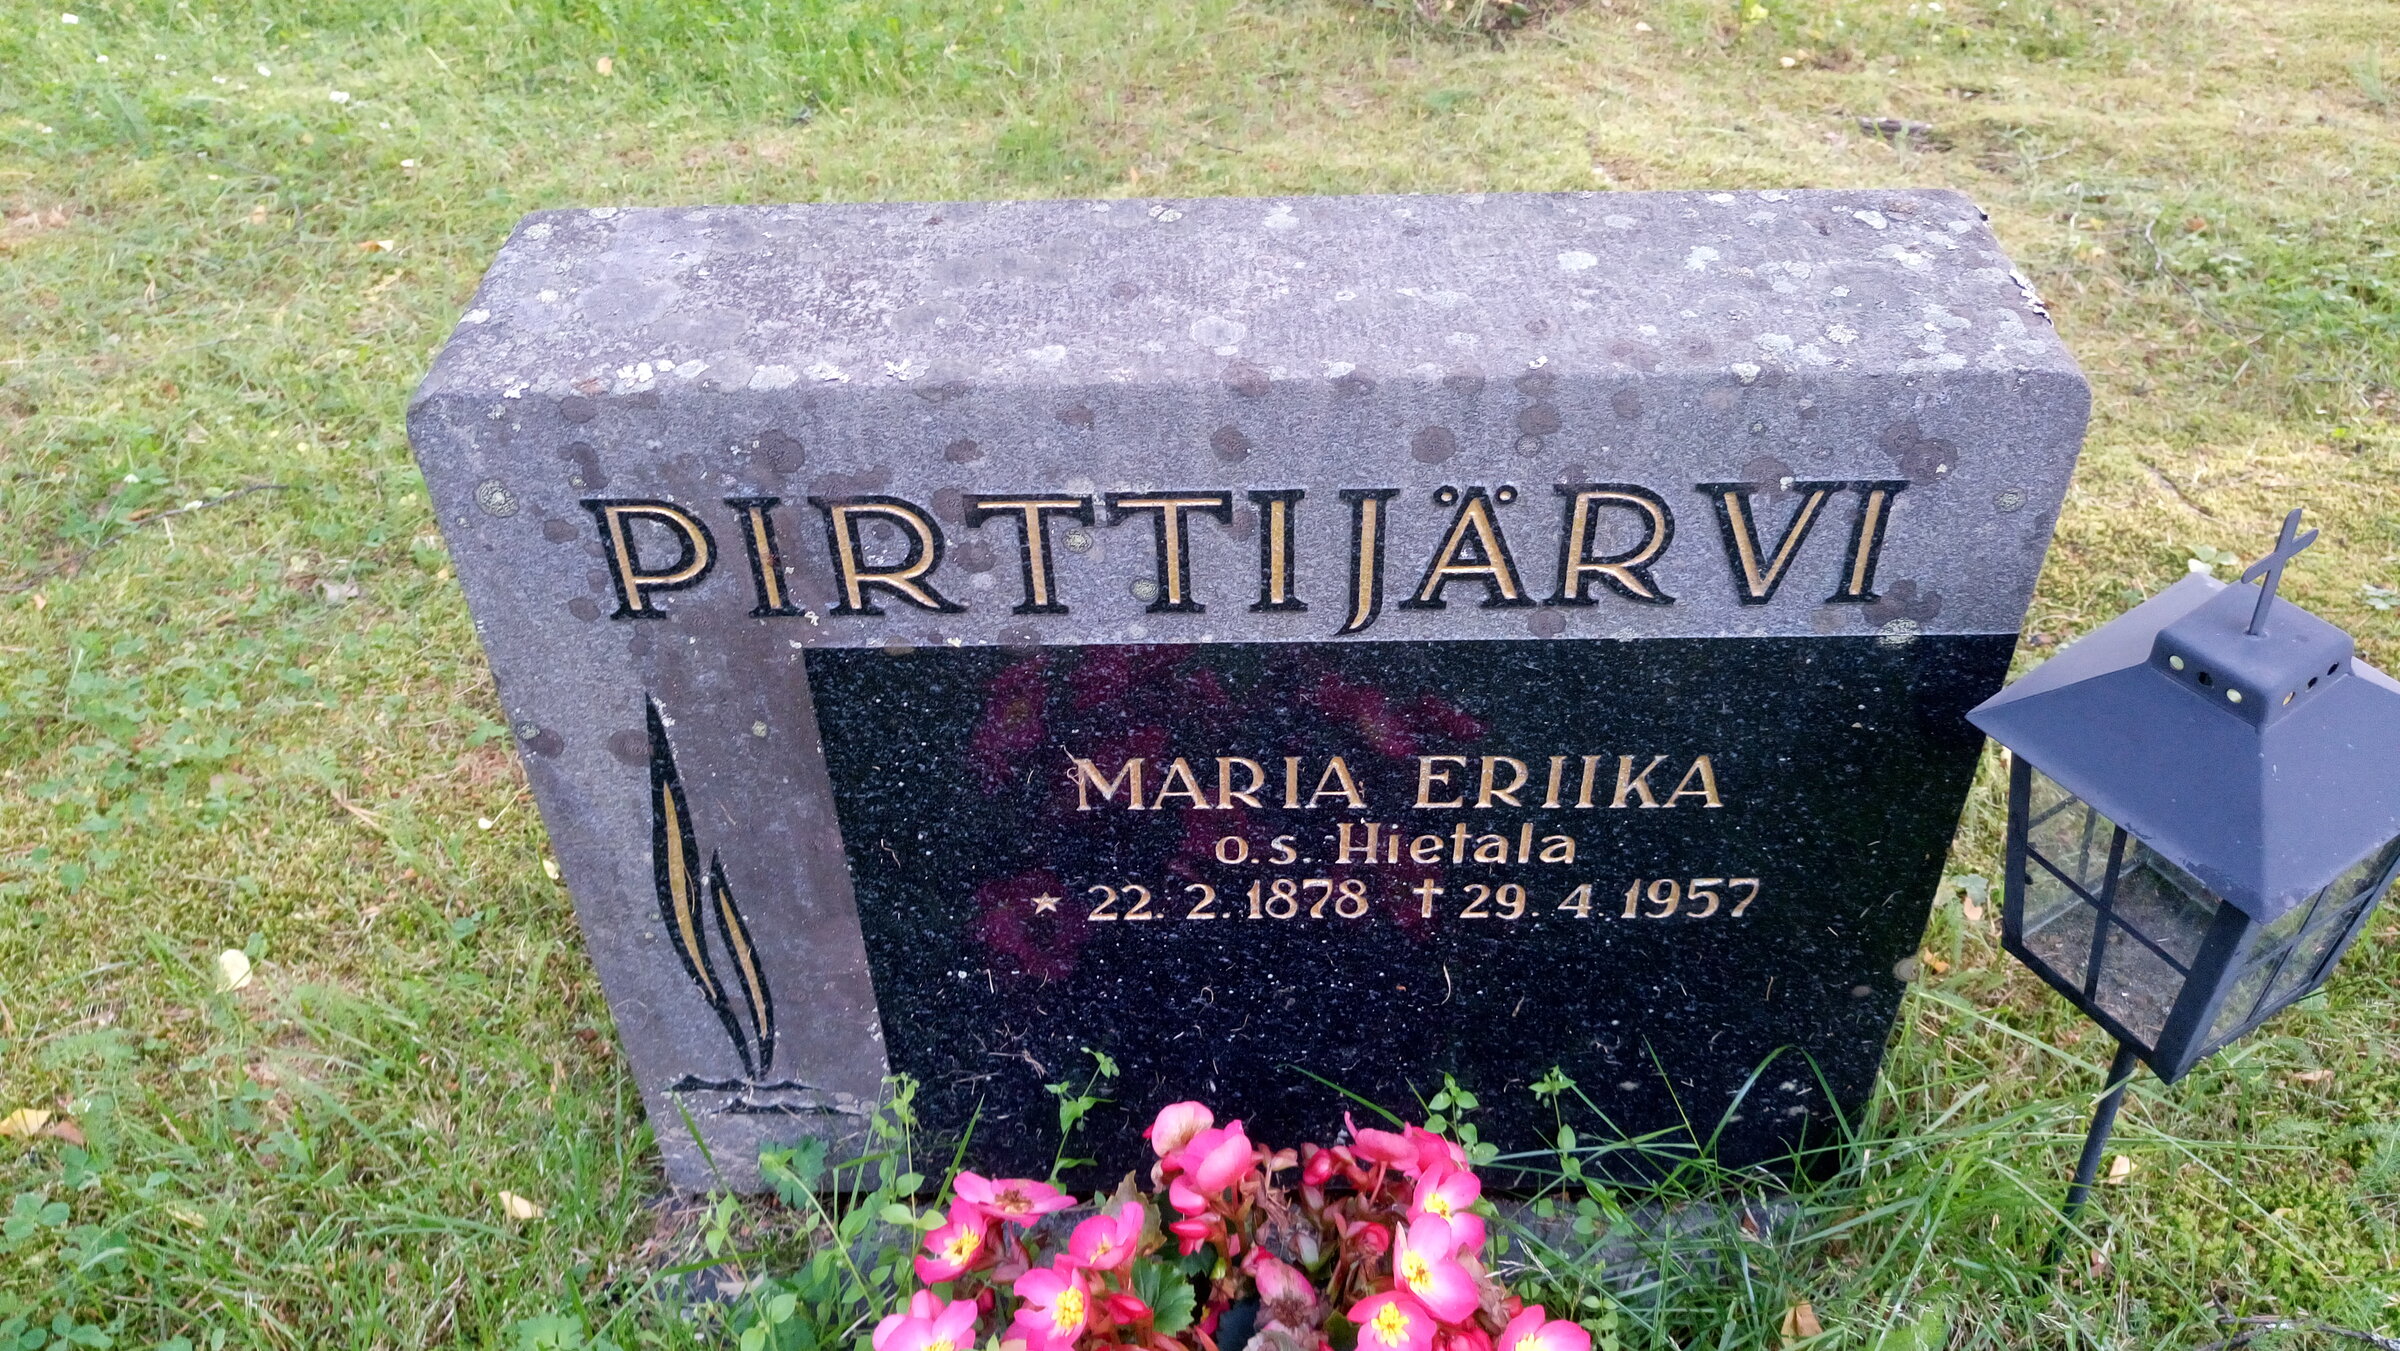 PIRTTIJÄRVI
MARIA ERIIKA
o.s. Hietala
★ 22. 2. 1878 † 29. 4. 1957